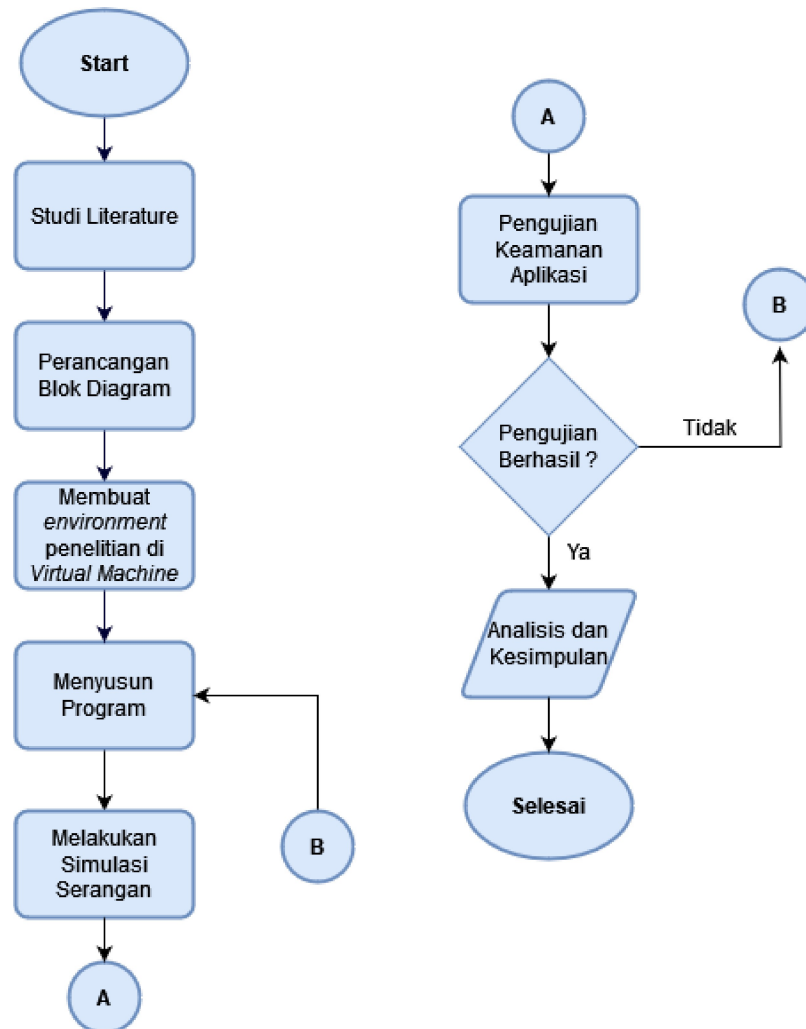 Start
Studi Literature
Perancangan
Blok Diagram
Membuat
environment
penelitian di
Virtual Machine
Menyusun
Program
Melakukan
Simulasi
Serangan
A
B
A
Pengujian
Keamanan
Aplikasi
Pengujian
Berhasil ?
Tidak
B
Ya
Analisis dan
Kesimpulan
Selesai